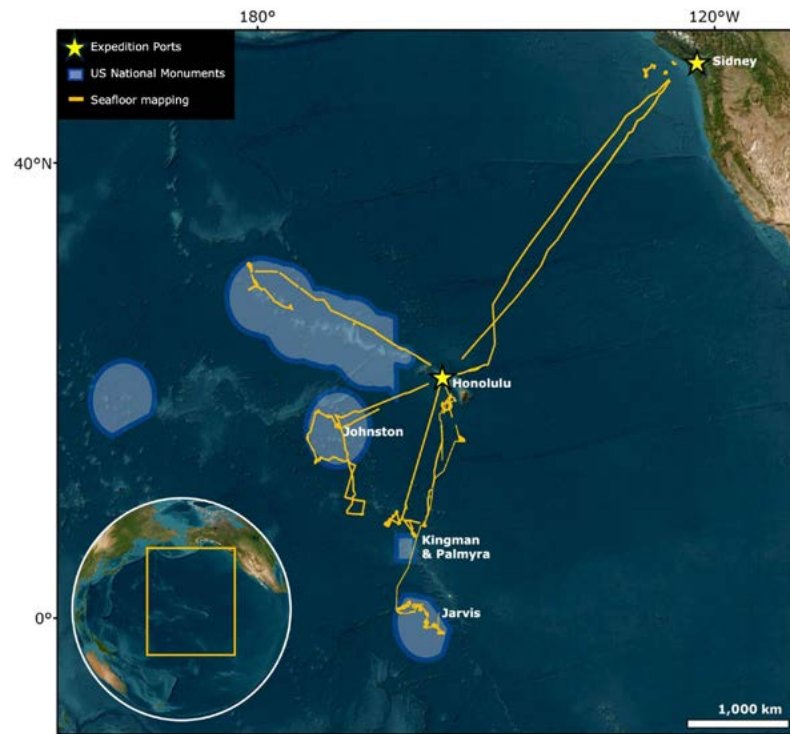 180°
120°W
Expedition Ports
US National Monuments
Seafloor mapping
Sidney
40°N
Honolulu
Johnston
Kingman
& Palmyra
Jarvis
0°
1,000 km